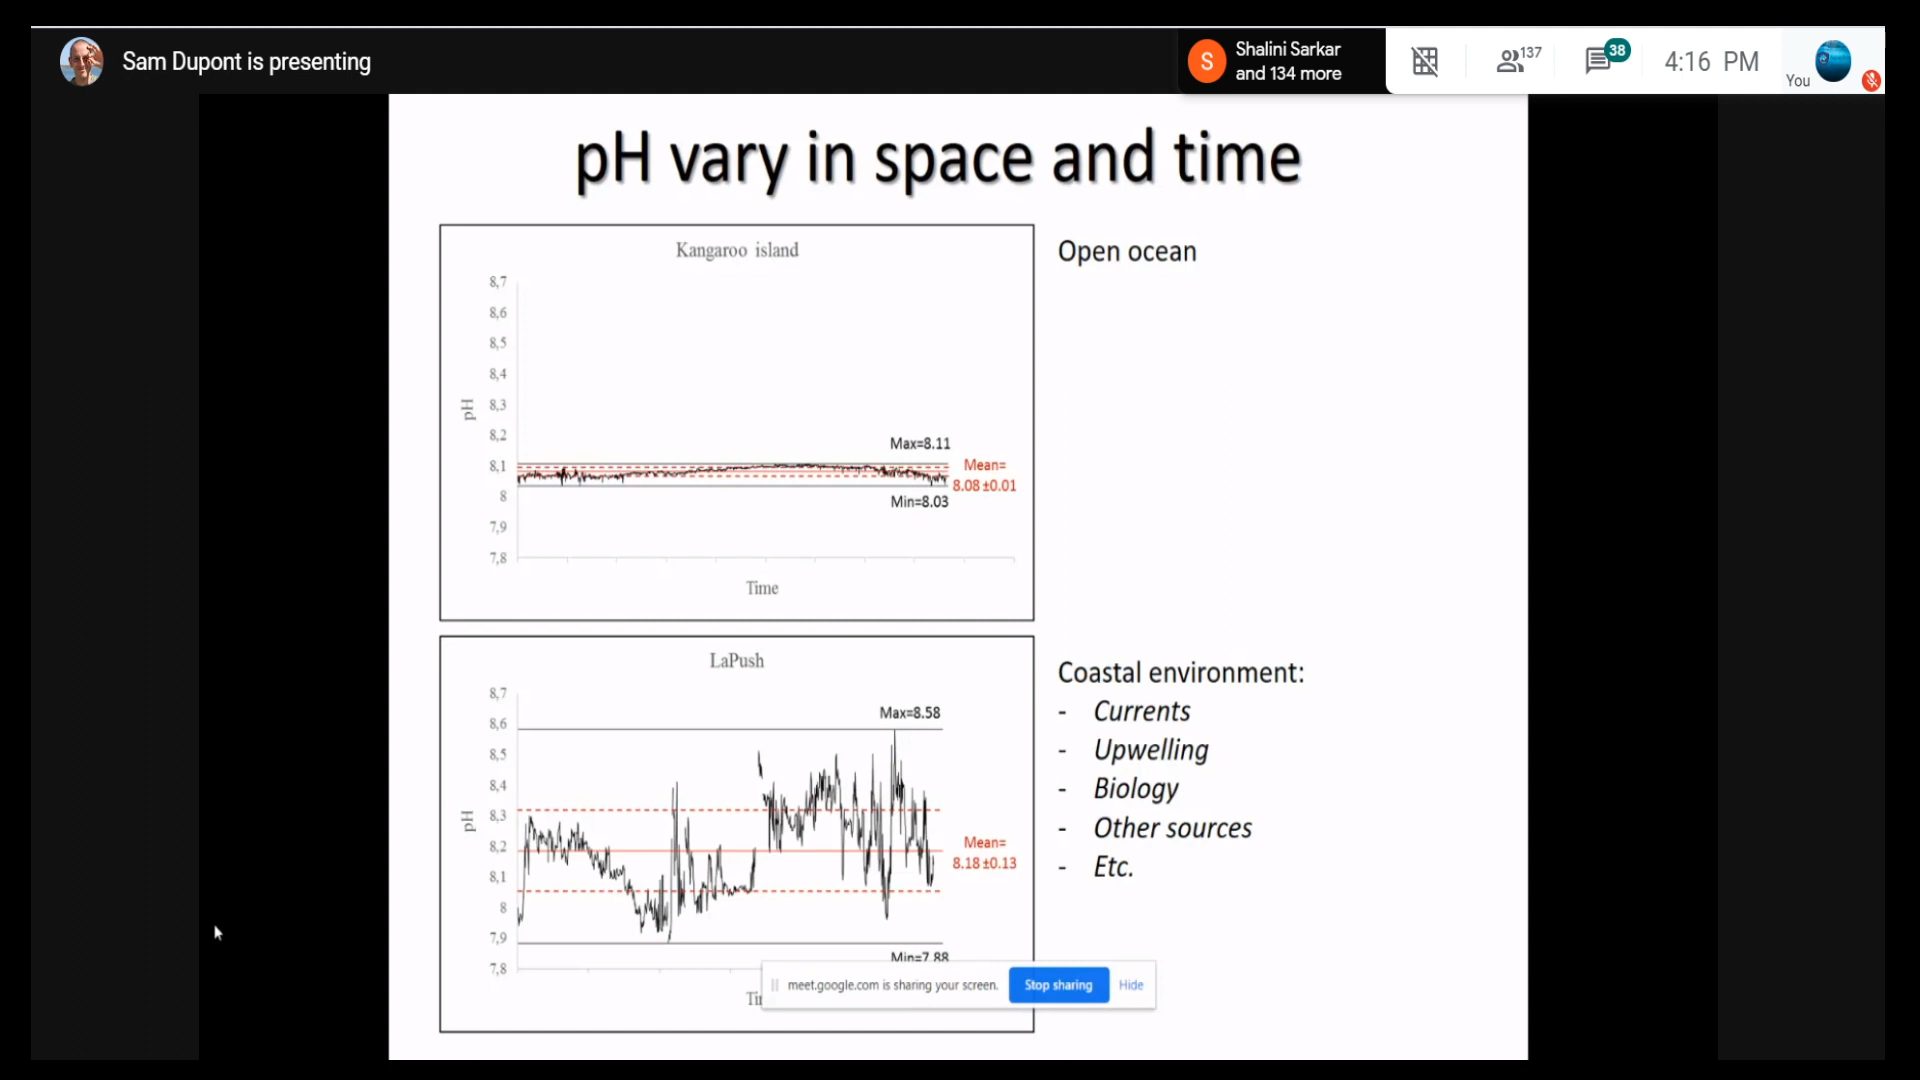 Sam Dupont is presenting
S
Shalini Sarkar
and 134 more
137
38
4:16 PM
You
pH vary in space and time
Kangaroo island
Open ocean
8,7
8,6
8,5
8,4
8,3
8,2
8,1
8
7,9
7,8
pH
Max=8.11
Mean=
8.08 ±0.01
Min=8.03
Time
LaPush
Coastal environment:
- Currents
- Upwelling
- Biology
- Other sources
- Etc.
8,7
8,6
8,5
8,4
8,3
8,2
8,1
8
7,9
7,8
pH
Max=8.58
Mean=
8.18 ±0.13
Min=7.88
meet.google.com is sharing your screen.
Stop sharing
Hide